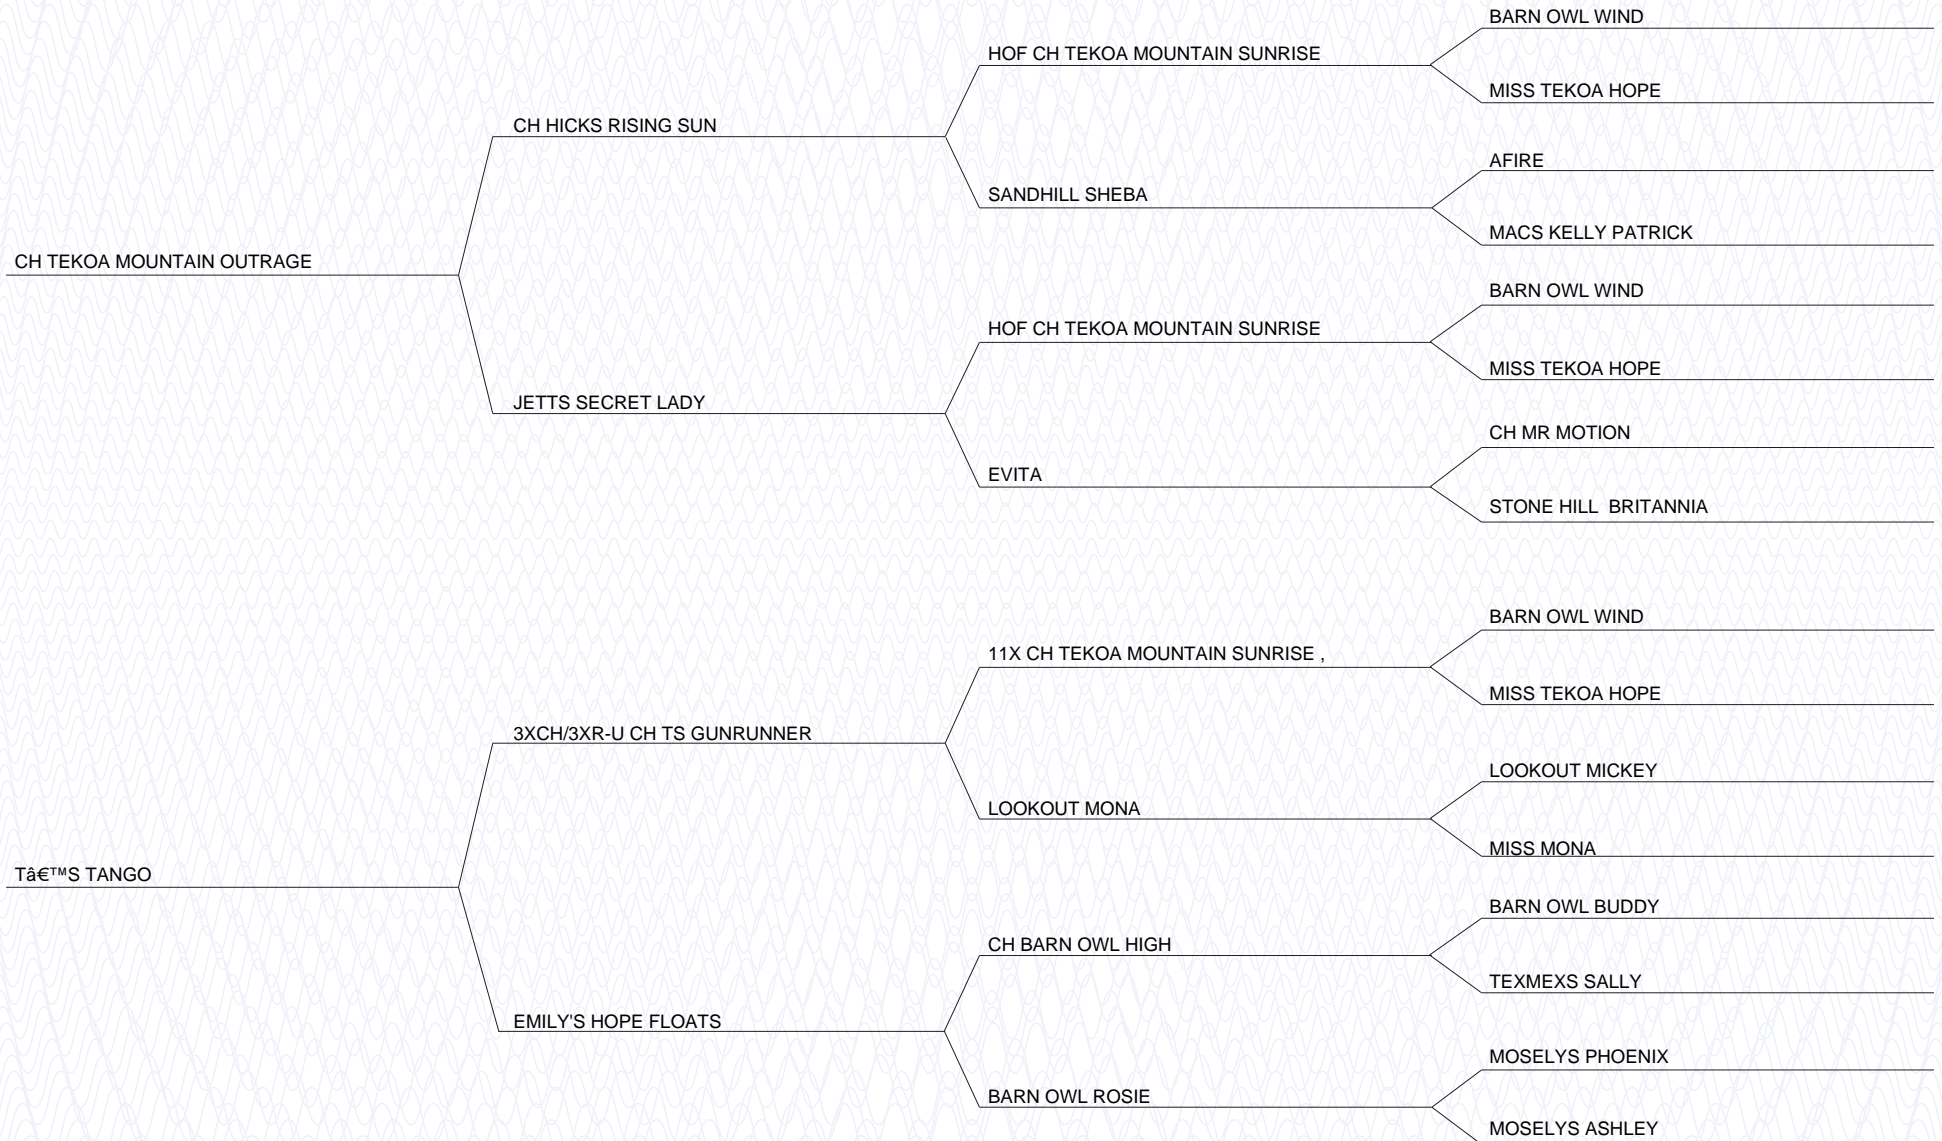 BARN OWL WIND
HOF CH TEKOA MOUNTAIN SUNRISE
MISS TEKOA HOPE
CH HICKS RISING SUN
AFIRE
SANDHILL SHEBA
MACS KELLY PATRICK
CH TEKOA MOUNTAIN OUTRAGE
BARN OWL WIND
HOF CH TEKOA MOUNTAIN SUNRISE
MISS TEKOA HOPE
JETTS SECRET LADY
CH MR MOTION
EVITA
STONE HILL  BRITANNIA
BARN OWL WIND
11X CH TEKOA MOUNTAIN SUNRISE ,
MISS TEKOA HOPE
3XCH/3XR-U CH TS GUNRUNNER
LOOKOUT MICKEY
LOOKOUT MONA
MISS MONA
Tâ€™S TANGO
BARN OWL BUDDY
CH BARN OWL HIGH
TEXMEXS SALLY
EMILY'S HOPE FLOATS
MOSELYS PHOENIX
BARN OWL ROSIE
MOSELYS ASHLEY